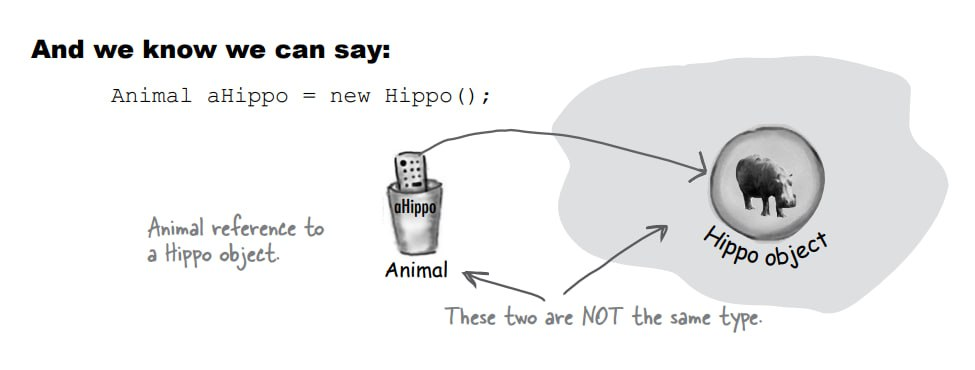 And we know we can say:
Animal aHippo = new Hippo();
aHippo
Animal reference to
a Hippo object.
Animal
Hippo object
These two are NOT the same type.